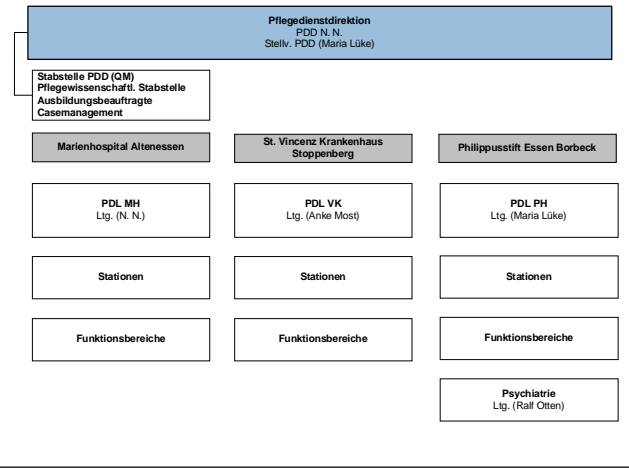 Pflegedienstdirektion
PDD N. N.
Stellv. PDD (Maria Lüke)
Stabstelle PDD (QM)
Pflegewissenschaftl. Stabstelle
Ausbildungsbeauftragte
Casemanagement
Marienhospital Altenessen
St. Vincenz Krankenhaus
Stoppenberg
Philippusstift Essen Borbeck
PDL MH
Ltg. (N. N.)
PDL VK
Ltg. (Anke Most)
PDL PH
Ltg. (Maria Lüke)
Stationen
Stationen
Stationen
Funktionsbereiche
Funktionsbereiche
Funktionsbereiche
Psychiatrie
Ltg. (Ralf Otten)